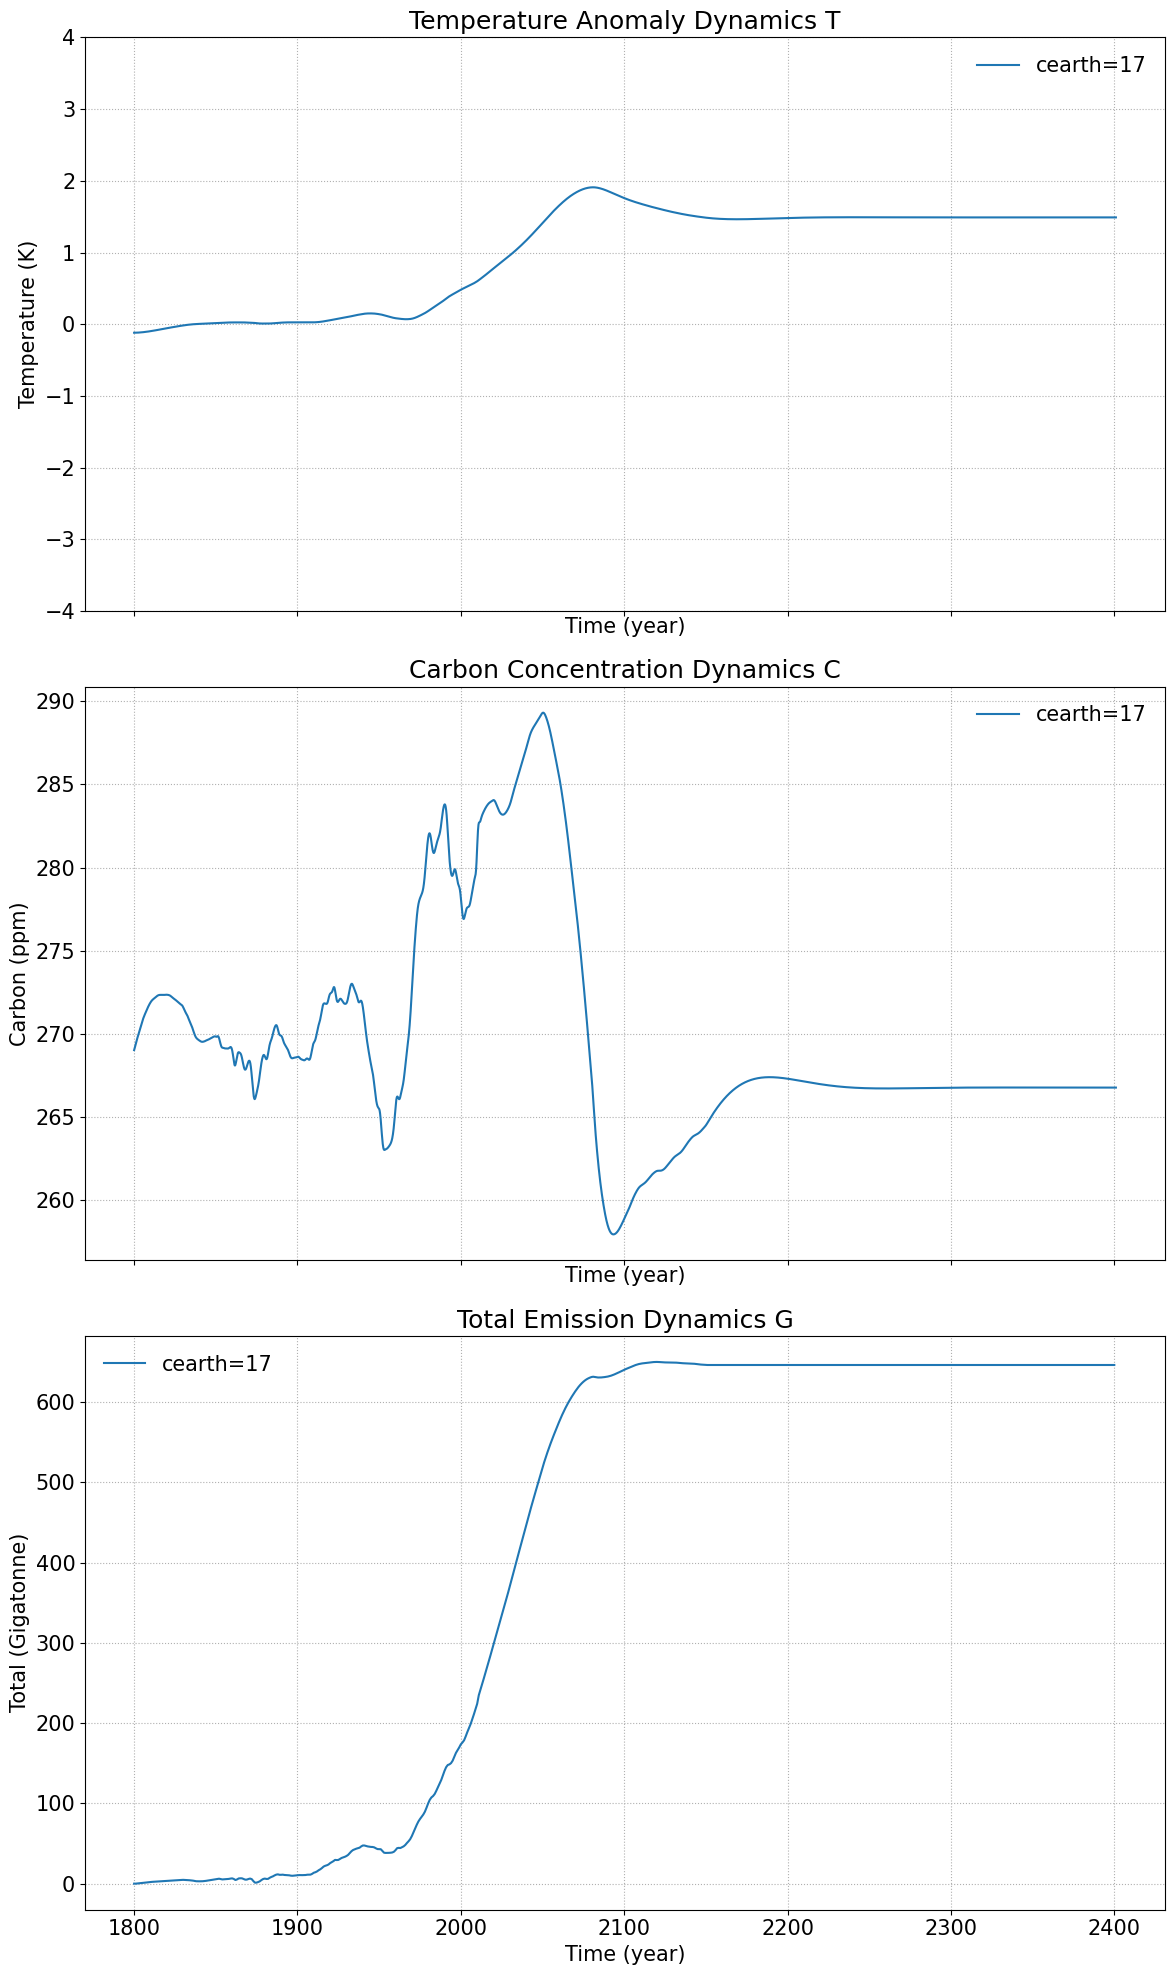 Temperature Anomaly Dynamics T
cearth=17
4
3
2
1
0
−1
−2
−3
−4
Temperature (K)
Time (year)
Carbon Concentration Dynamics C
cearth=17
290
285
280
275
270
265
260
Carbon (ppm)
Time (year)
Total Emission Dynamics G
cearth=17
600
500
400
300
200
100
0
Total (Gigatonne)
1800 1900 2000 2100 2200 2300 2400
Time (year)